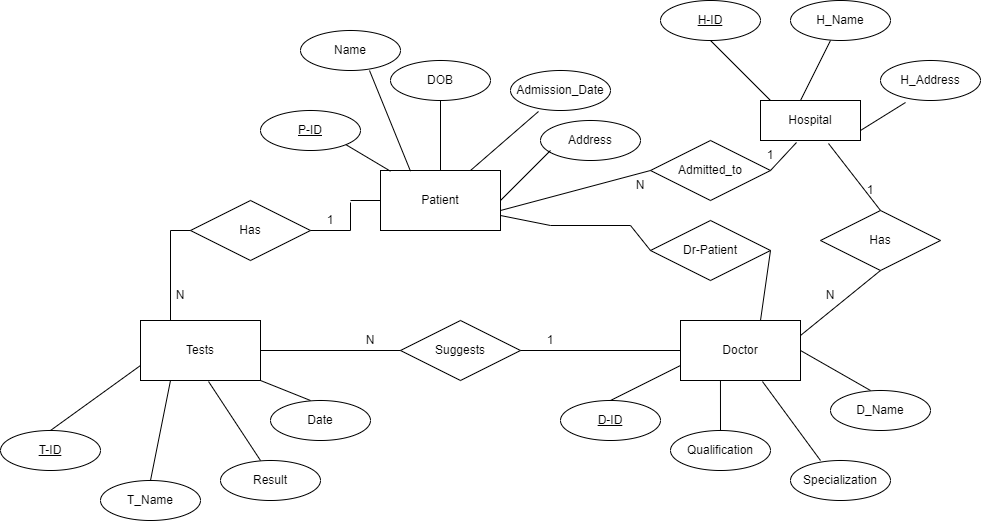 H-ID
H_Name
Name
DOB
H_Address
Admission_Date
Hospital
P-ID
Address
1
Admitted_to
N
Patient
1
Has
1
Has
Dr-Patient
N
N
N
Suggests
1
Tests
Doctor
Date
D-ID
D_Name
T-ID
Qualification
Result
Specialization
T_Name